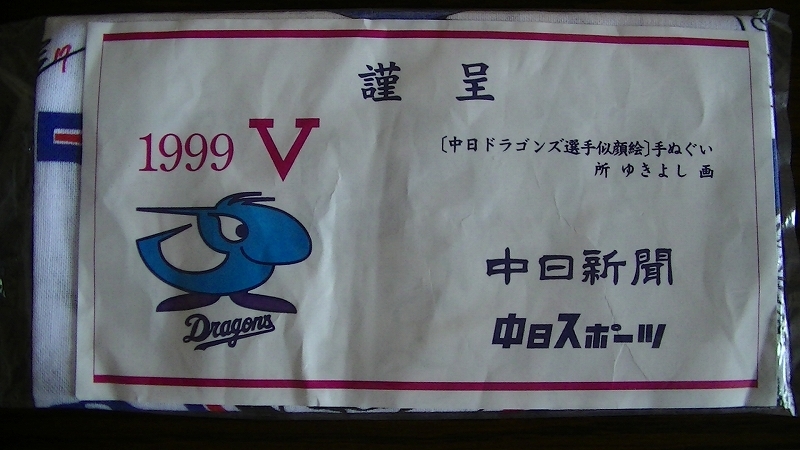 謹呈
1999 V
〔中日ドラゴンズ選手似顔絵〕手ぬぐい
所 ゆきよし 画
Dragons
中日新聞
中日スポーツ